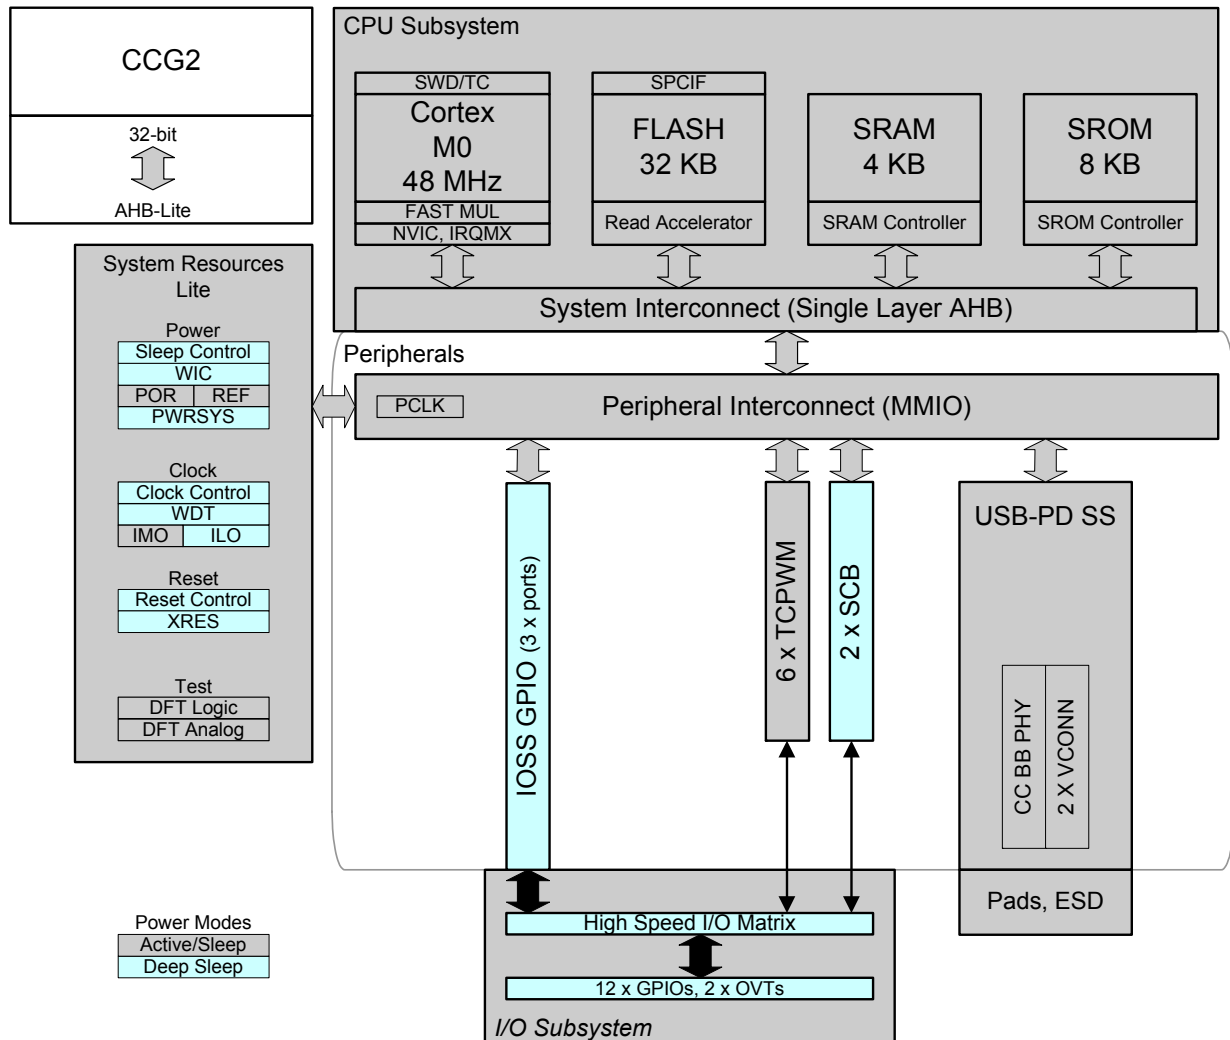 CCG2
32-bit
AHB-Lite
CPU Subsystem
SWD/TC
Cortex
M0
48 MHz
FAST MUL
NVIC, IRQMX
SPCIF
FLASH
32 KB
Read Accelerator
SRAM
4 KB
SRAM Controller
SROM
8 KB
SROM Controller
System Interconnect (Single Layer AHB)
System Resources
Lite
Power
Sleep Control
WIC
POR REF
PWRSYS
Clock
Clock Control
WDT
IMO ILO
Reset
Reset Control
XRES
Test
DFT Logic
DFT Analog
Peripherals
PCLK
Peripheral Interconnect (MMIO)
IOSS GPIO (3 x ports)
6 x TCPWM
2 x SCB
USB-PD SS
CC BB PHY
2 X VCONN
Pads, ESD
High Speed I/O Matrix
12 x GPIOs, 2 x OVTs
I/O Subsystem
Power Modes
Active/Sleep
Deep Sleep